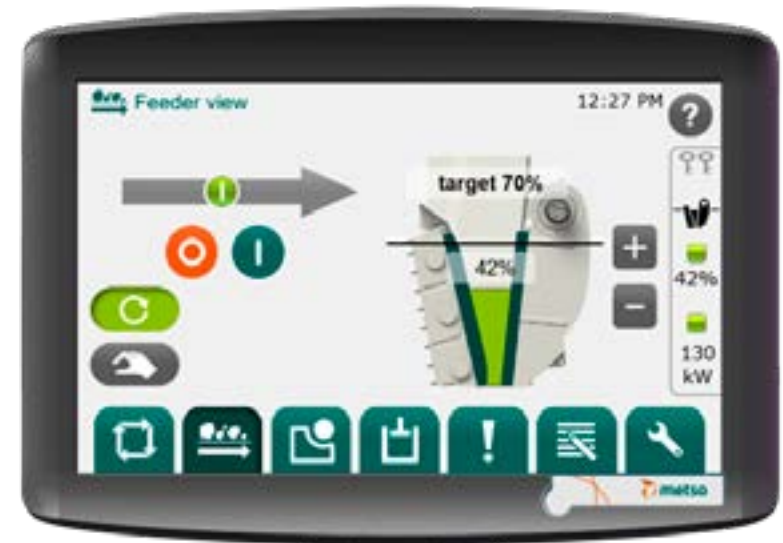 Feeder view
12:27 PM
?
target 70%
42%
+
−
42%
130
kW
!
metso